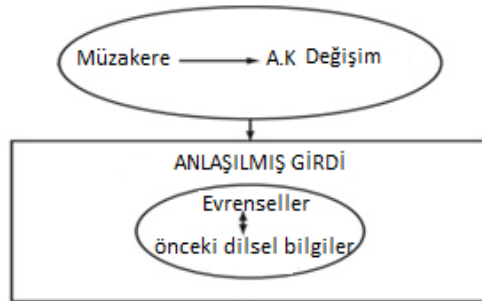 Müzakere A.K Değişim
ANLAŞILMIŞ GİRDİ
Evrenseller
önceki dilsel bilgiler